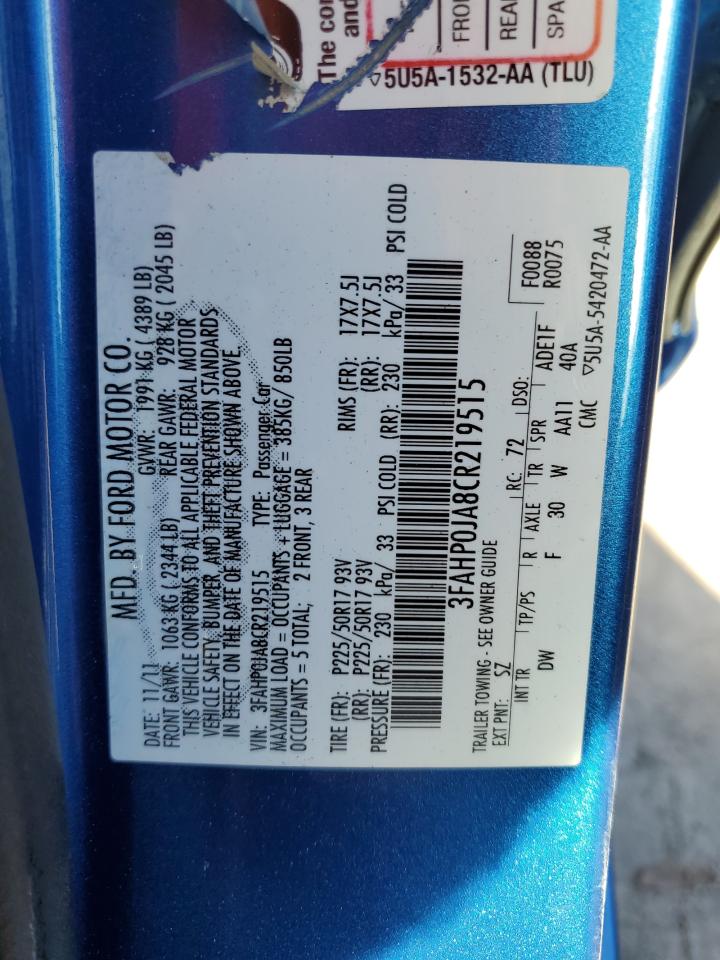 The con
and
FRO
REA
SPA
▽5U5A-1532-AA (TLU)
MFD. BY FORD MOTOR CO.
DATE: 11/11 GVWR: 1991 KG ( 4389 LB)
FRONT GAWR: 1063 KG ( 2344 LB) REAR GAWR: 928 KG ( 2045 LB)
THIS VEHICLE CONFORMS TO ALL APPLICABLE FEDERAL MOTOR
VEHICLE SAFETY, BUMPER, AND THEFT PREVENTION STANDARDS
IN EFFECT ON THE DATE OF MANUFACTURE SHOWN ABOVE.
VIN: 3FAHP0JA8CR219515 TYPE: Passenger Car
MAXIMUM LOAD = OCCUPANTS + LUGGAGE = 385KG/ 850LB
OCCUPANTS = 5 TOTAL; 2 FRONT, 3 REAR
TIRE (FR): P225/50R17 93V RIMS (FR): 17X7.5J
(RR): P225/50R17 93V (RR): 17X7.5J
PRESSURE (FR): 230 kPa/ 33 PSI COLD (RR): 230 kPa/ 33 PSI COLD
3FAHP0JA8CR219515
TRAILER TOWING - SEE OWNER GUIDE
EXT PNT: SZ RC: 72 DSO: F0088
R0075
INT TR TP/PS R AXLE TR SPR ADE1F
DW F 30 W AA11 40A
CMC ▽5U5A-5420472-AA